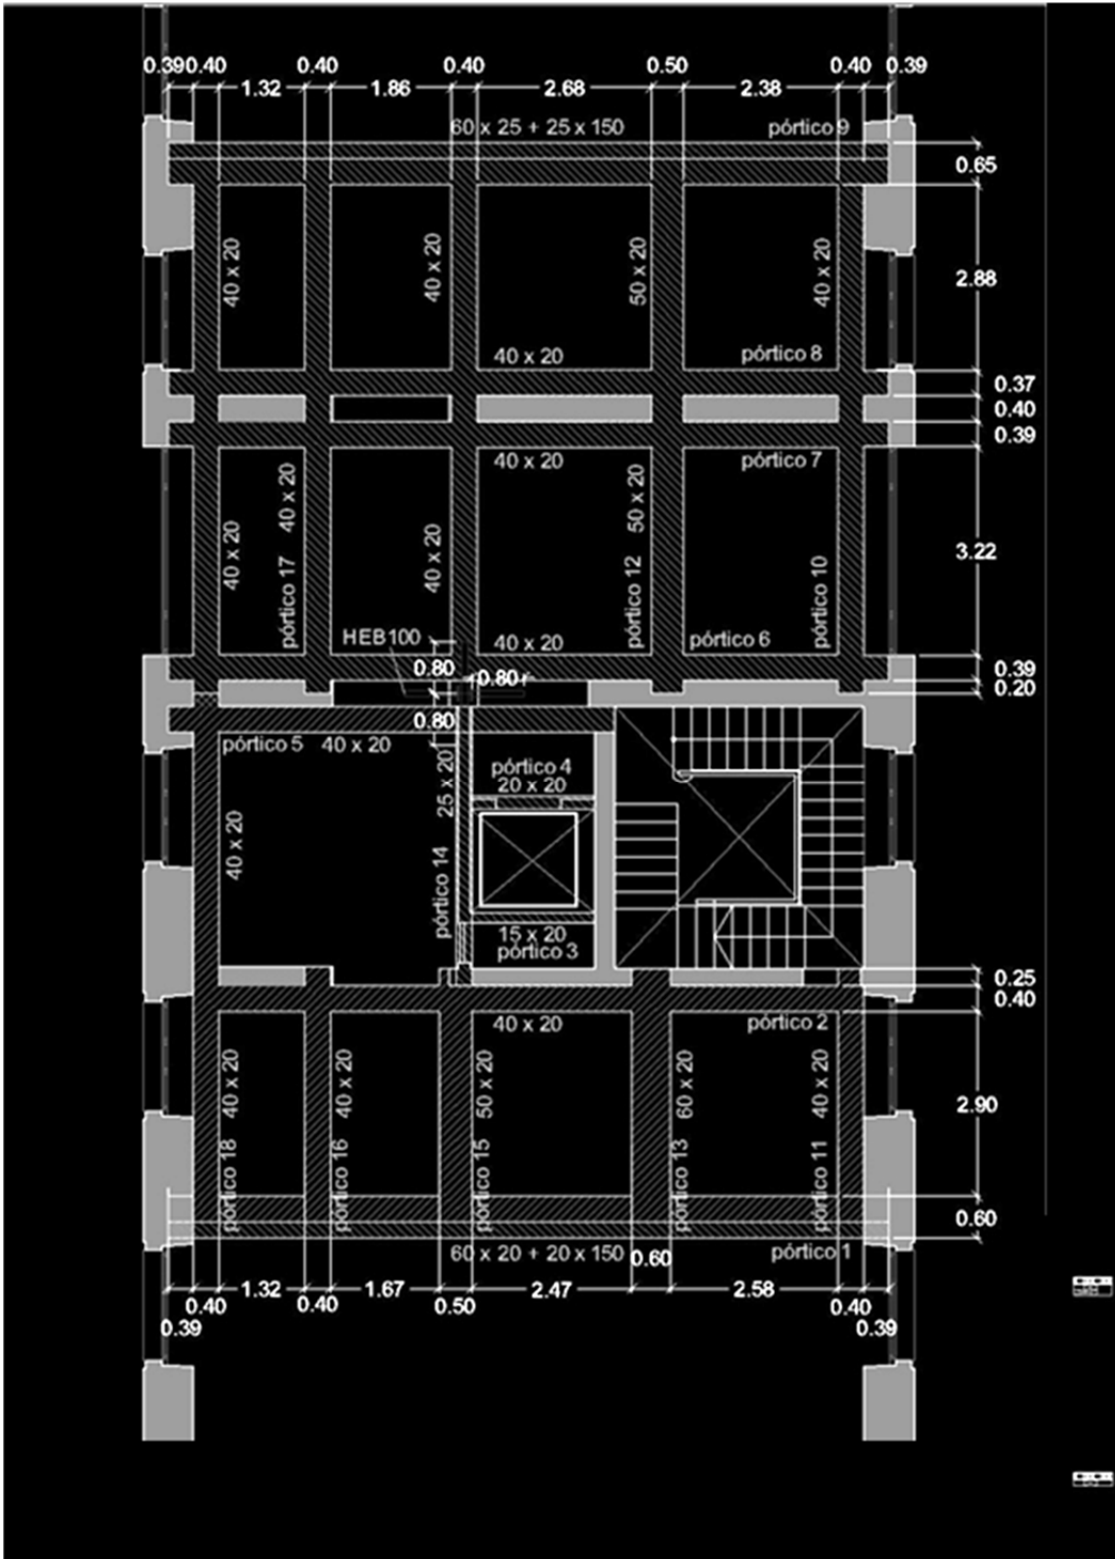 0.39 0.40 0.40 0.40 0.50 0.40 0.39
1.32 1.86 2.68 2.38
60 x 25 + 25 x 150 pórtico 9
0.65
40 x 20 40 x 20 50 x 20 40 x 20
2.88
40 x 20 pórtico 8
0.37
0.40
0.39
40 x 20 pórtico 7
40 x 20 40 x 20 40 x 20 50 x 20
3.22
pórtico 17 pórtico 12 pórtico 10
HEB100 40 x 20 pórtico 6
0.80 0.80 0.39
0.20
0.80
pórtico 5 40 x 20
pórtico 4
20 x 20
25 x 20
40 x 20
pórtico 14
15 x 20
pórtico 3
0.25
0.40
40 x 20 pórtico 2
40 x 20 40 x 20 50 x 20 60 x 20 40 x 20
2.90
pórtico 18 pórtico 16 pórtico 15 pórtico 13 pórtico 11
0.60
60 x 20 + 20 x 150 0.60 pórtico 1
1.32 1.67 2.47 2.58
0.40 0.40 0.50 0.40
0.39 0.39